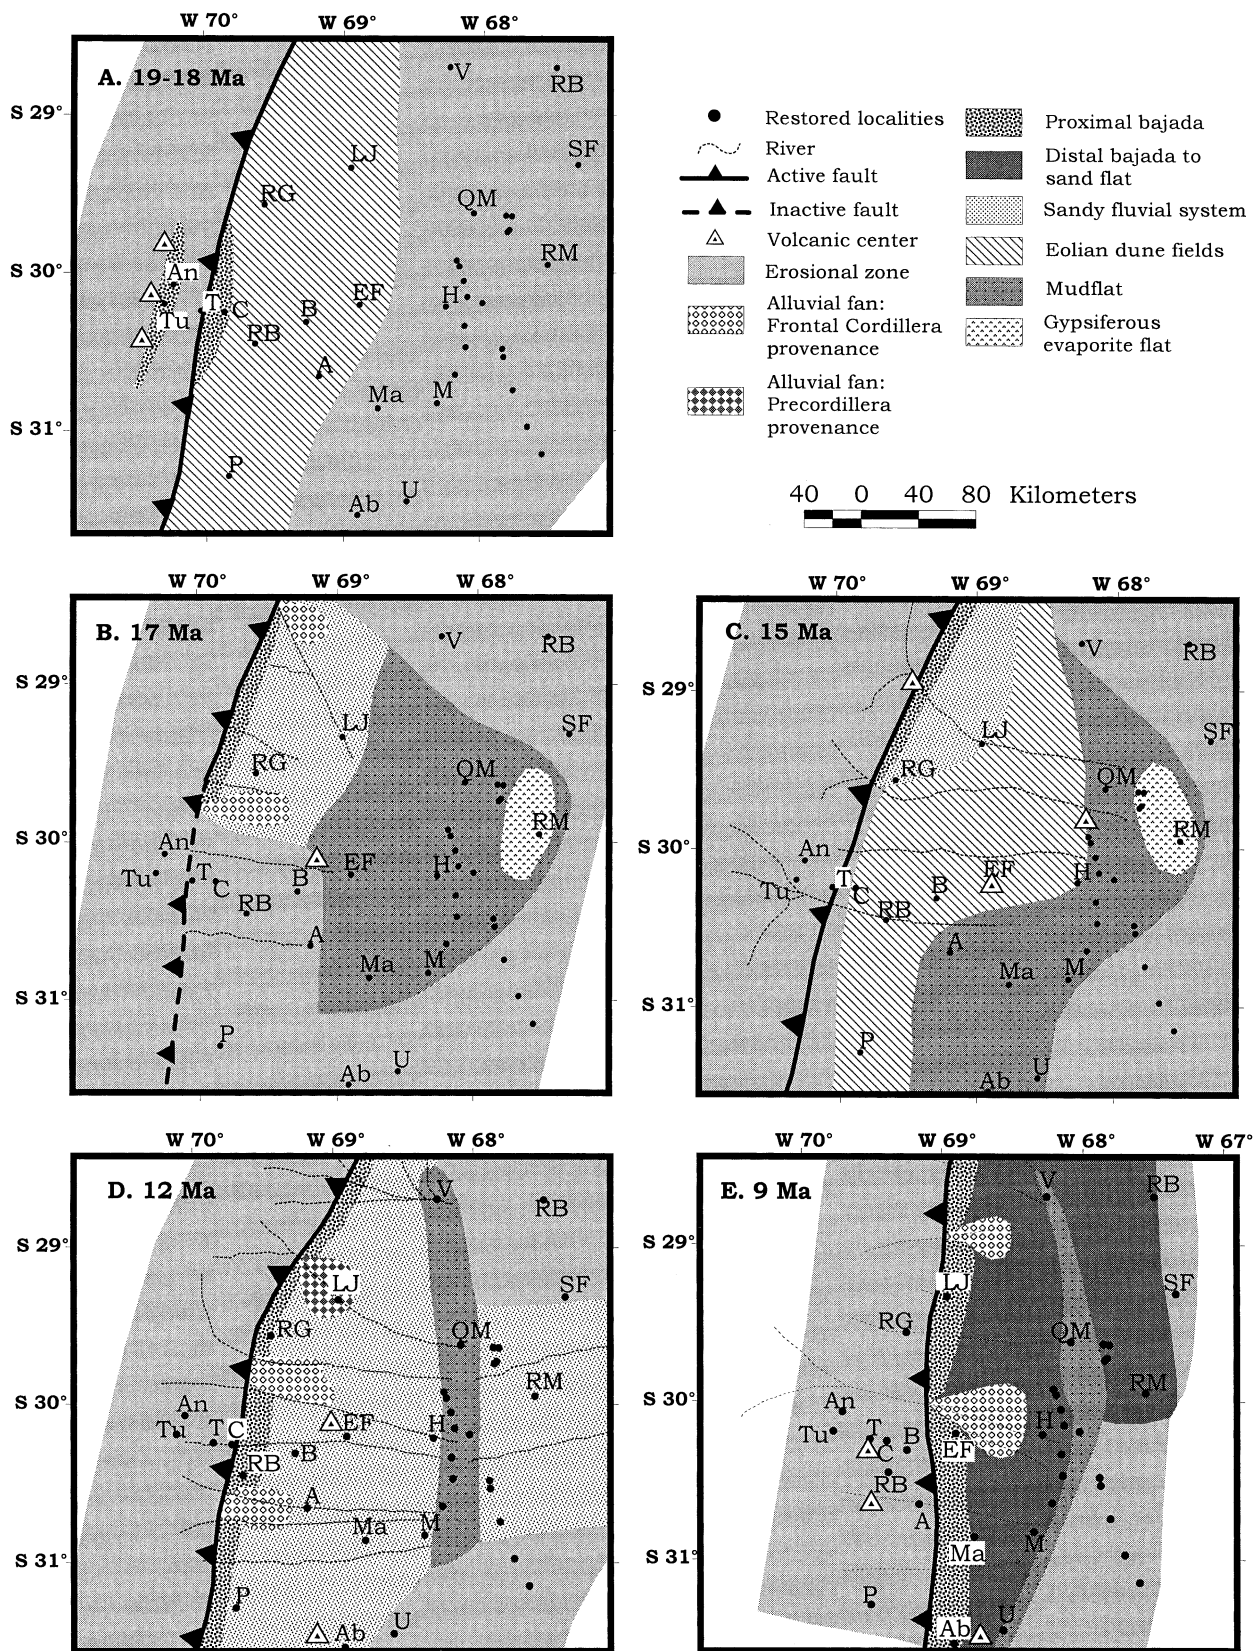 W 70° W 69° W 68°
A. 19-18 Ma
V
RB
S 29°
LJ
SF
RG
QM
RM
S 30°
An
T
C
B
EF
H
Tu
RB
A
Ma
M
S 31°
P
Ab
U
Restored localities
River
Active fault
Inactive fault
Volcanic center
Erosional zone
Alluvial fan:
Frontal Cordillera
provenance
Alluvial fan:
Precordillera
provenance
Proximal bajada
Distal bajada to
sand flat
Sandy fluvial system
Eolian dune fields
Mudflat
Gypsiferous
evaporite flat
40 0 40 80 Kilometers
W 70° W 69° W 68°
B. 17 Ma
V
RB
S 29°
LJ
SF
RG
QM
RM
S 30°
An
Tu
T
C
B
EF
H
RB
A
Ma
M
S 31°
P
Ab
U
W 70° W 69° W 68°
C. 15 Ma
V
RB
S 29°
LJ
SF
RG
QM
RM
S 30°
An
Tu
T
C
B
EF
H
RB
A
Ma
M
S 31°
P
Ab
U
W 70° W 69° W 68°
D. 12 Ma
V
RB
S 29°
LJ
SF
RG
QM
RM
S 30°
An
Tu
T
C
EF
H
B
RB
A
Ma
M
S 31°
P
Ab
U
W 70° W 69° W 68° W 67°
E. 9 Ma
V
RB
S 29°
LJ
SF
RG
QM
RM
S 30°
An
Tu
T
C
B
EF
H
RB
A
Ma
M
S 31°
P
Ab
U